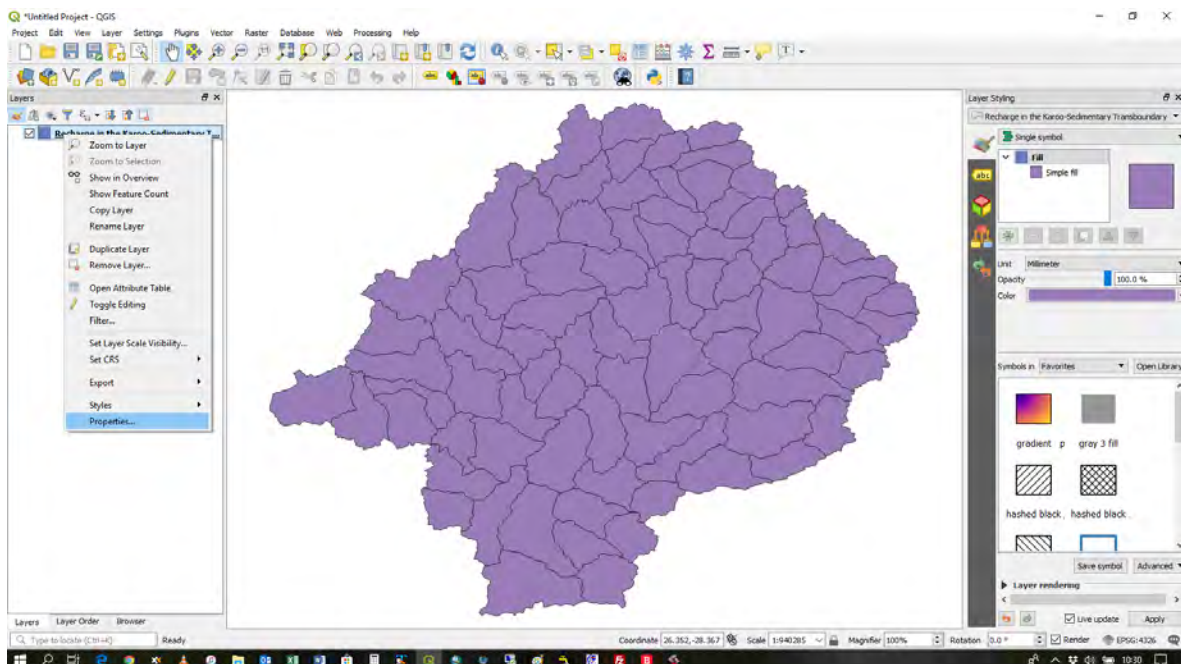 *Untitled Project - QGIS
Project Edit View Layer Settings Plugins Vector Raster Database Web Processing Help
Layers
Recharge in the Karoo-Sedimentary T...
Zoom to Layer
Zoom to Selection
Show in Overview
Show Feature Count
Copy Layer
Rename Layer
Duplicate Layer
Remove Layer...
Open Attribute Table
Toggle Editing
Filter...
Set Layer Scale Visibility...
Set CRS
Export
Styles
Properties...
Layers Layer Order Browser
Layer Styling
Recharge in the Karoo-Sedimentary Transboundary
Single symbol
abc
Fill
Simple fill
Unit Millimeter
Opacity 100.0 %
Color
Symbols in Favorites Open Library
gradient p gray 3 fill
hashed black . hashed black .
Save symbol Advanced
Layer rendering
Live update Apply
Type to locate (Ctrl+K) Ready Coordinate 26.352,-28.367 Scale 1:940285 Magnifier 100% Rotation 0.0 ° Render EPSG:4326
10:30